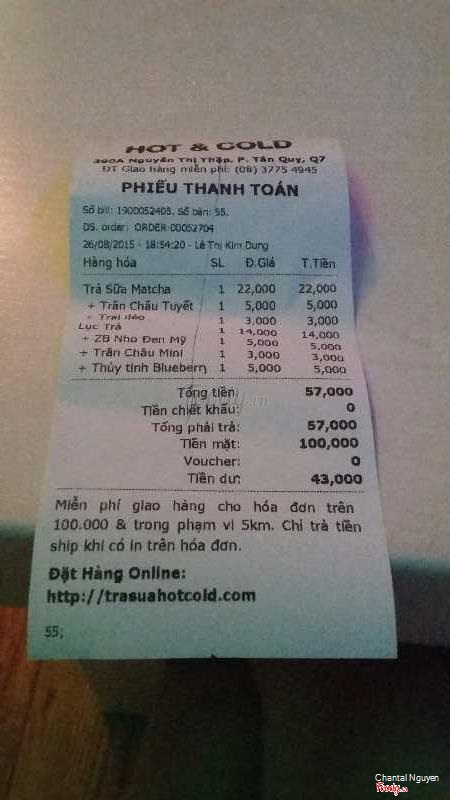 HOT & COLD
390A Nguyễn Thị Thập, P. Tân Quy, Q7
ĐT Giao hàng miễn phí: (08) 3775 4945
PHIẾU THANH TOÁN
Số bill: 1900052405. Số bàn: 55.
DS. order: ORDER-00052704
26/08/2015 - 18:54:20 - Lê Thị Kim Dung
Hàng hóa SL Đ.Giá T.Tiền
Trà Sữa Matcha 1 22,000 22,000
+ Trân Châu Tuyết 1 5,000 5,000
+ Trai dẻo 1 3,000 3,000
Lục Trà 1 14,000 14,000
+ ZB Nho Đen Mỹ 1 5,000 5,000
+ Trân Châu Mini 1 3,000 3,000
+ Thủy tinh Blueberri 1 5,000 5,000
Tổng tiền: 57,000
Tiền chiết khấu: 0
Tổng phải trả: 57,000
Tiền mặt: 100,000
Voucher: 0
Tiền dư: 43,000
Miễn phí giao hàng cho hóa đơn trên
100.000 & trong phạm vi 5km. Chỉ trả tiền
ship khi có in trên hóa đơn.
Đặt Hàng Online:
http://trasuahotcold.com
55;
Chantal Nguyen
Foody.vn